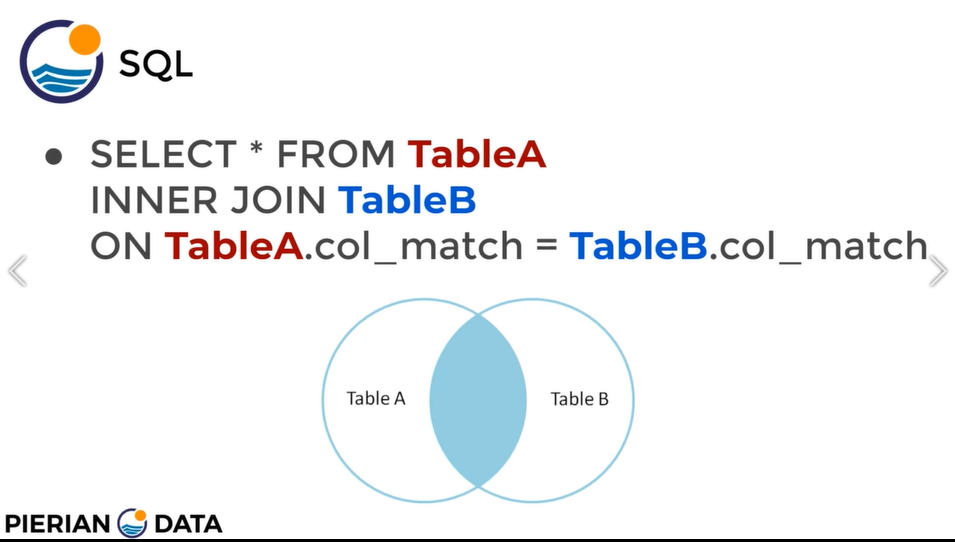 SQL
● SELECT * FROM TableA
INNER JOIN TableB
ON TableA.col_match = TableB.col_match
Table A
Table B
PIERIAN DATA